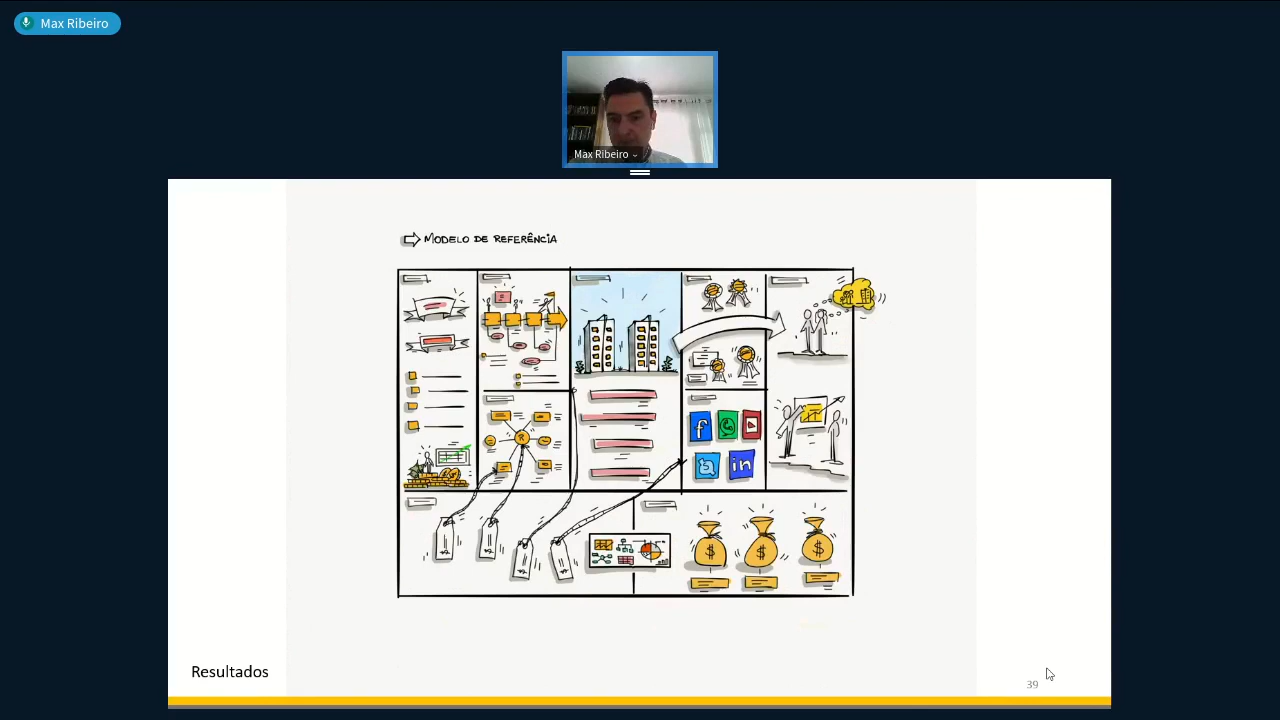 Max Ribeiro
Max Ribeiro
MODELO DE REFERÊNCIA
R
f
in
$ $ $
Resultados
39